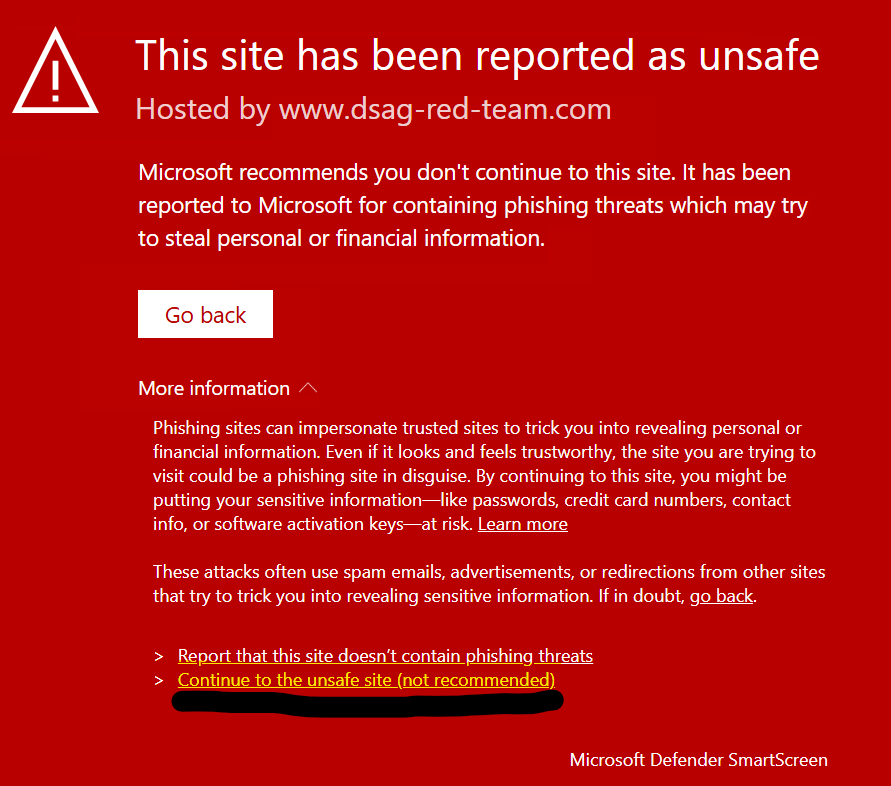 This site has been reported as unsafe
Hosted by www.dsag-red-team.com
Microsoft recommends you don't continue to this site. It has been
reported to Microsoft for containing phishing threats which may try
to steal personal or financial information.
Go back
More information
Phishing sites can impersonate trusted sites to trick you into revealing personal or
financial information. Even if it looks and feels trustworthy, the site you are trying to
visit could be a phishing site in disguise. By continuing to this site, you might be
putting your sensitive information—like passwords, credit card numbers, contact
info, or software activation keys—at risk. Learn more
These attacks often use spam emails, advertisements, or redirections from other sites
that try to trick you into revealing sensitive information. If in doubt, go back.
> Report that this site doesn’t contain phishing threats
> Continue to the unsafe site (not recommended)
Microsoft Defender SmartScreen